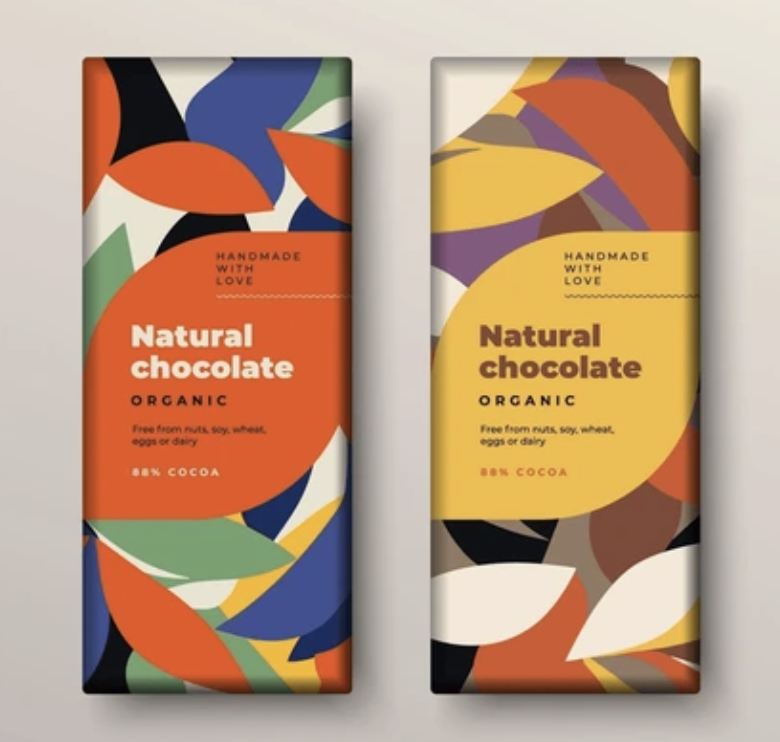 HANDMADE
WITH
LOVE
Natural
chocolate
ORGANIC
Free from nuts, soy, wheat,
eggs or dairy
88% COCOA
HANDMADE
WITH
LOVE
Natural
chocolate
ORGANIC
Free from nuts, soy, wheat,
eggs or dairy
88% COCOA